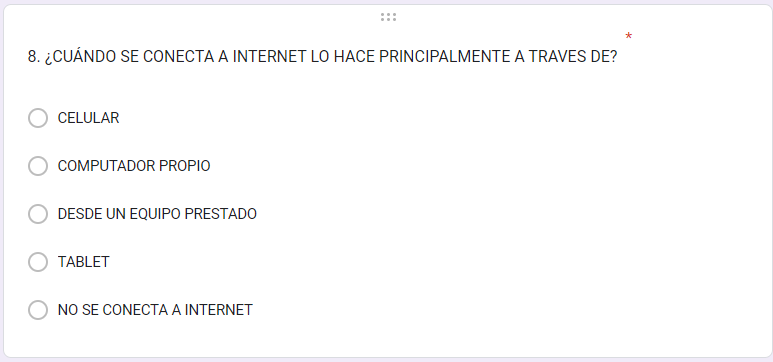 8. ¿CUÁNDO SE CONECTA A INTERNET LO HACE PRINCIPALMENTE A TRAVES DE? *
CELULAR
COMPUTADOR PROPIO
DESDE UN EQUIPO PRESTADO
TABLET
NO SE CONECTA A INTERNET